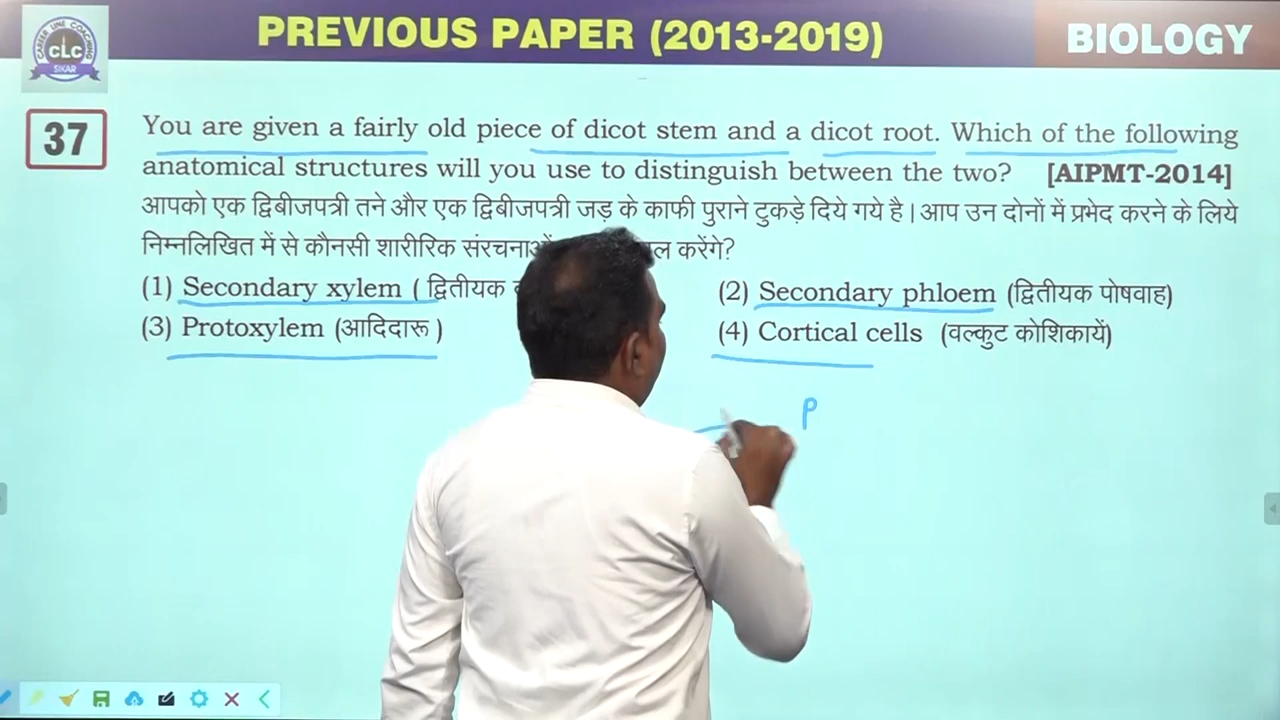 CAREER LINE COACHING
CLC
SIKAR
PREVIOUS PAPER (2013-2019)
BIOLOGY
37
You are given a fairly old piece of dicot stem and a dicot root. Which of the following
anatomical structures will you use to distinguish between the two? [AIPMT-2014]
आपको एक द्विबीजपत्री तने और एक द्विबीजपत्री जड़ के काफी पुराने टुकड़े दिये गये है। आप उन दोनों में प्रभेद करने के लिये
निम्नलिखित में से कौनसी शारीरिक करेंगे?
(1) Secondary xylem ( द्वितीयक
(2) Secondary phloem (द्वितीयक पोषवाह)
(3) Protoxylem (आदिदारू )
(4) Cortical cells (वल्कुट कोशिकायें)
P